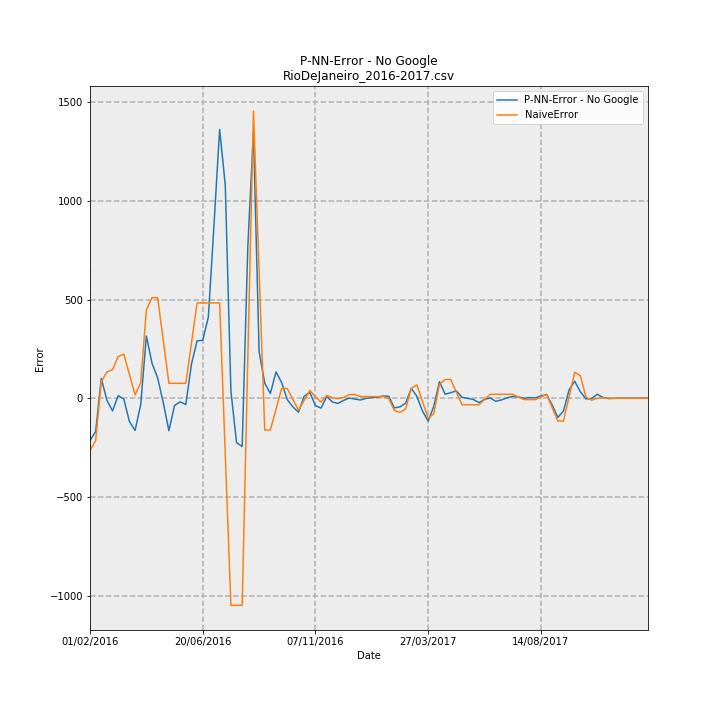 P-NN-Error - No Google
RioDeJaneiro_2016-2017.csv
P-NN-Error - No Google
NaiveError
1500
1000
500
0
−500
−1000
Error
01/02/2016 20/06/2016 07/11/2016 27/03/2017 14/08/2017
Date